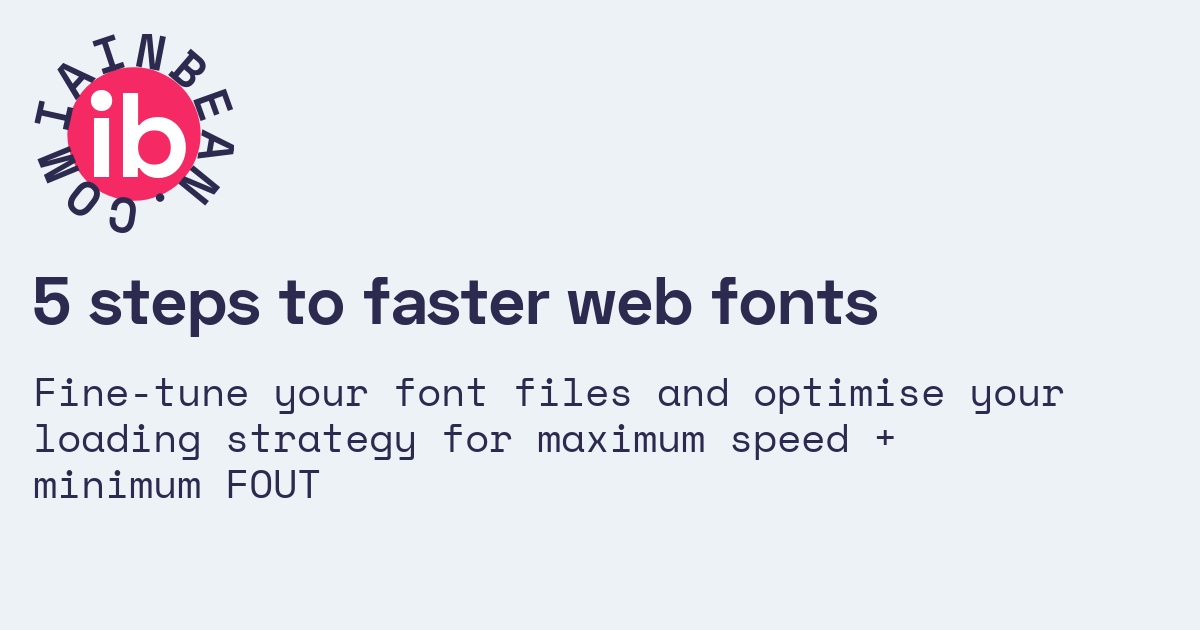 IAINBEAN.COM
ib
5 steps to faster web fonts
Fine-tune your font files and optimise your
loading strategy for maximum speed +
minimum FOUT